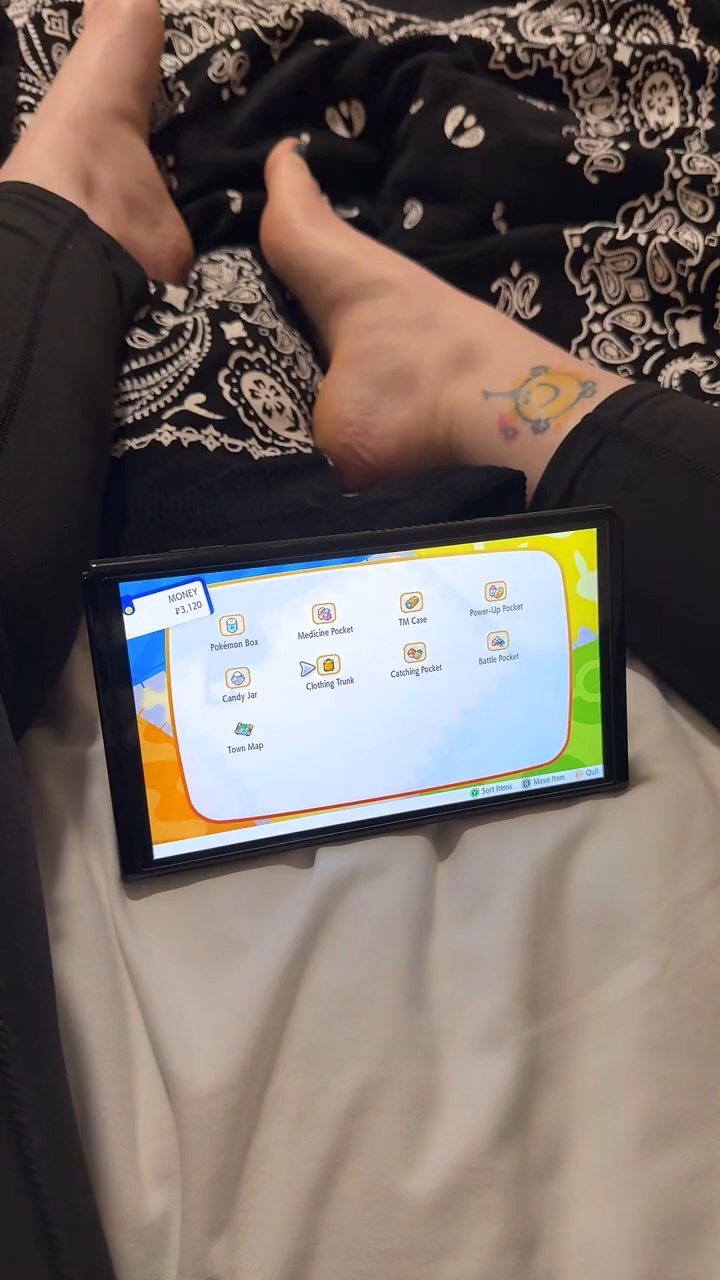 MONEY
₽3,120
Pokémon Box
Medicine Pocket
TM Case
Power-Up Pocket
Candy Jar
Clothing Trunk
Catching Pocket
Battle Pocket
Town Map
Y Sort Items
Move Item
Quit